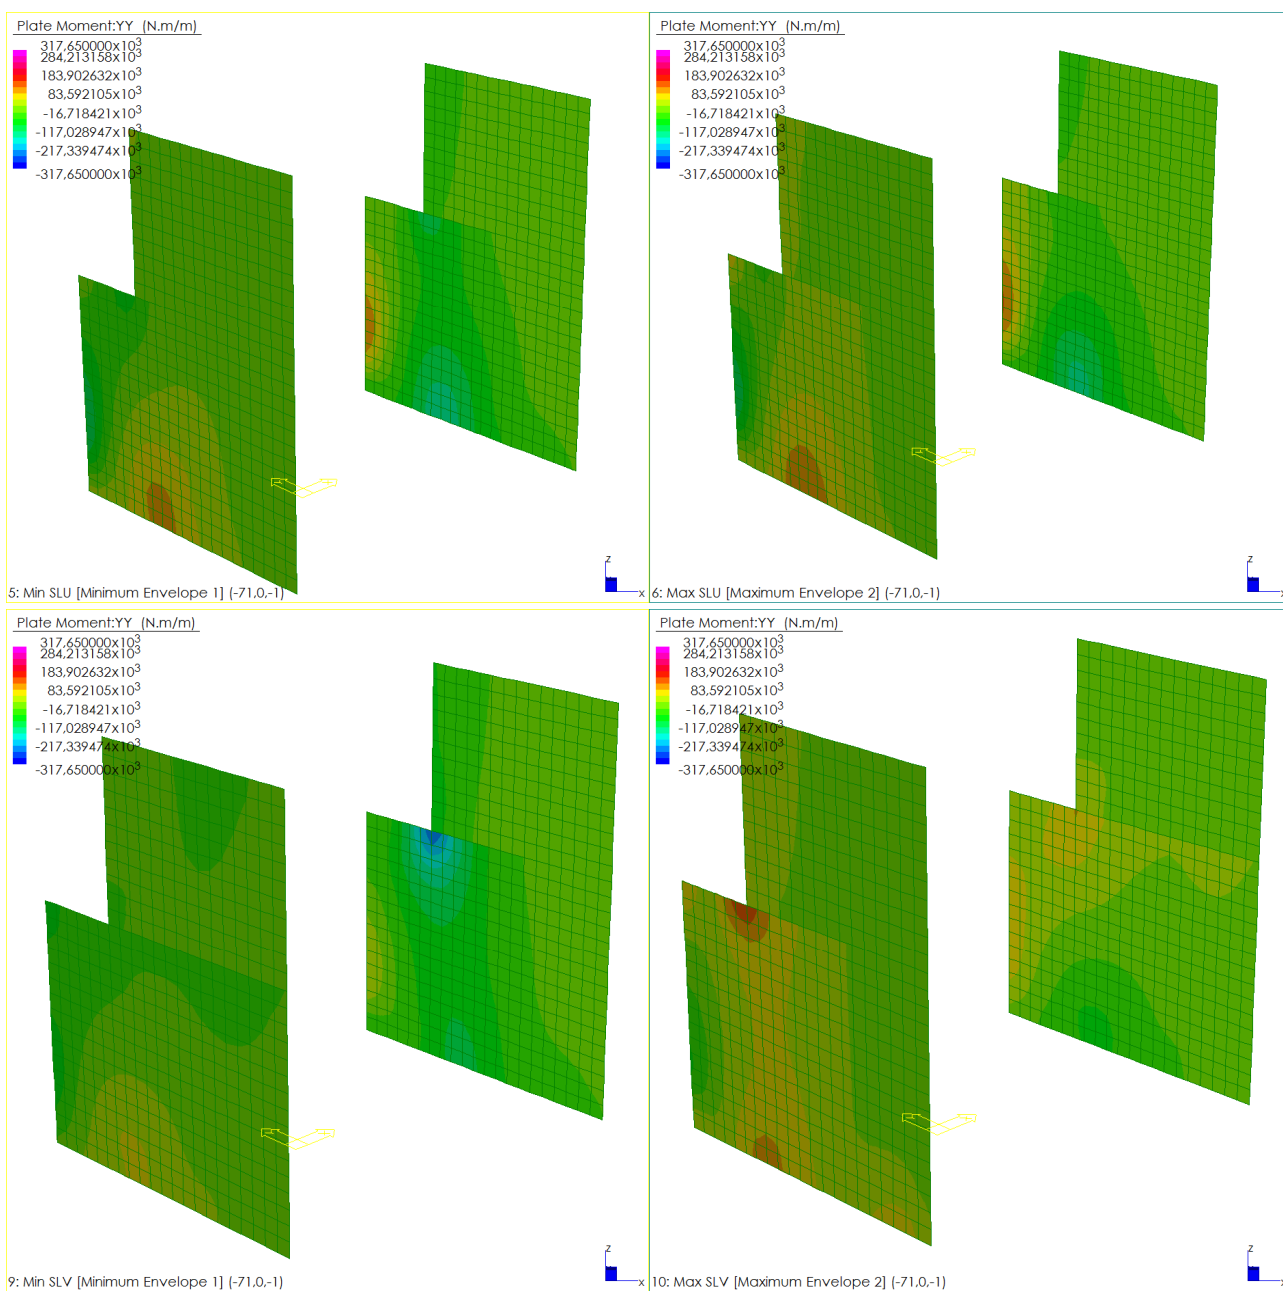 Plate Moment:YY (N.m/m)
317,650000x10³
284,213158x10³
183,902632x10³
83,592105x10³
-16,718421x10³
-117,028947x10³
-217,339474x10³
-317,650000x10³
z
x
5: Min SLU [Minimum Envelope 1] (-71,0,-1)
Plate Moment:YY (N.m/m)
317,650000x10³
284,213158x10³
183,902632x10³
83,592105x10³
-16,718421x10³
-117,028947x10³
-217,339474x10³
-317,650000x10³
z
x
6: Max SLU [Maximum Envelope 2] (-71,0,-1)
Plate Moment:YY (N.m/m)
317,650000x10³
284,213158x10³
183,902632x10³
83,592105x10³
-16,718421x10³
-117,028947x10³
-217,339474x10³
-317,650000x10³
z
x
9: Min SLV [Minimum Envelope 1] (-71,0,-1)
Plate Moment:YY (N.m/m)
317,650000x10³
284,213158x10³
183,902632x10³
83,592105x10³
-16,718421x10³
-117,028947x10³
-217,339474x10³
-317,650000x10³
z
x
10: Max SLV [Maximum Envelope 2] (-71,0,-1)